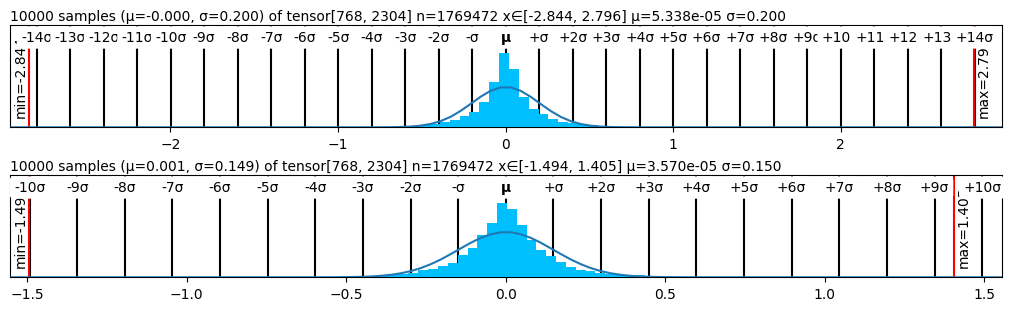 10000 samples (μ=-0.000, σ=0.200) of tensor[768, 2304] n=1769472 x∈[-2.844, 2.796] μ=5.338e-05 σ=0.200
-14σ -13σ -12σ -11σ -10σ -9σ -8σ -7σ -6σ -5σ -4σ -3σ -2σ -σ μ +σ +2σ +3σ +4σ +5σ +6σ +7σ +8σ +9σ +10 +11 +12 +13 +14σ
min=-2.84
max=2.79
−2 −1 0 1 2
10000 samples (μ=0.001, σ=0.149) of tensor[768, 2304] n=1769472 x∈[-1.494, 1.405] μ=3.570e-05 σ=0.150
-10σ -9σ -8σ -7σ -6σ -5σ -4σ -3σ -2σ -σ μ +σ +2σ +3σ +4σ +5σ +6σ +7σ +8σ +9σ +10σ
min=-1.49
max=1.40
−1.5 −1.0 −0.5 0.0 0.5 1.0 1.5